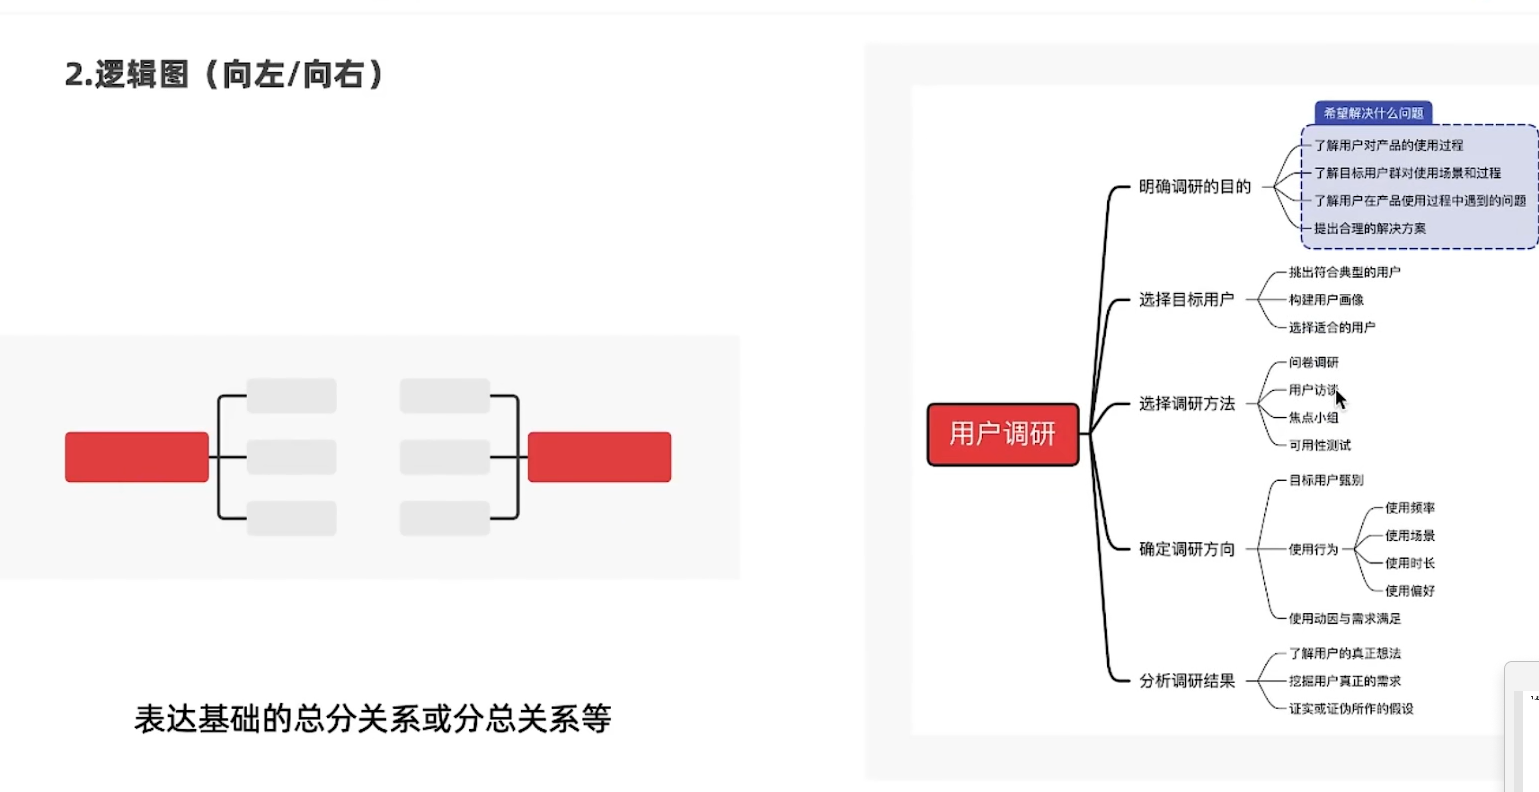 2.逻辑图（向左/向右）
表达基础的总分关系或分总关系等
用户调研
明确调研的目的
希望解决什么问题
了解用户对产品的使用过程
了解目标用户群对使用场景和过程
了解用户在产品使用过程中遇到的问题
提出合理的解决方案
选择目标用户
挑出符合典型的用户
构建用户画像
选择适合的用户
选择调研方法
问卷调研
用户访谈
焦点小组
可用性测试
确定调研方向
目标用户甄别
使用行为
使用频率
使用场景
使用时长
使用偏好
使用动因与需求满足
分析调研结果
了解用户的真正想法
挖掘用户真正的需求
证实或证伪所作的假设